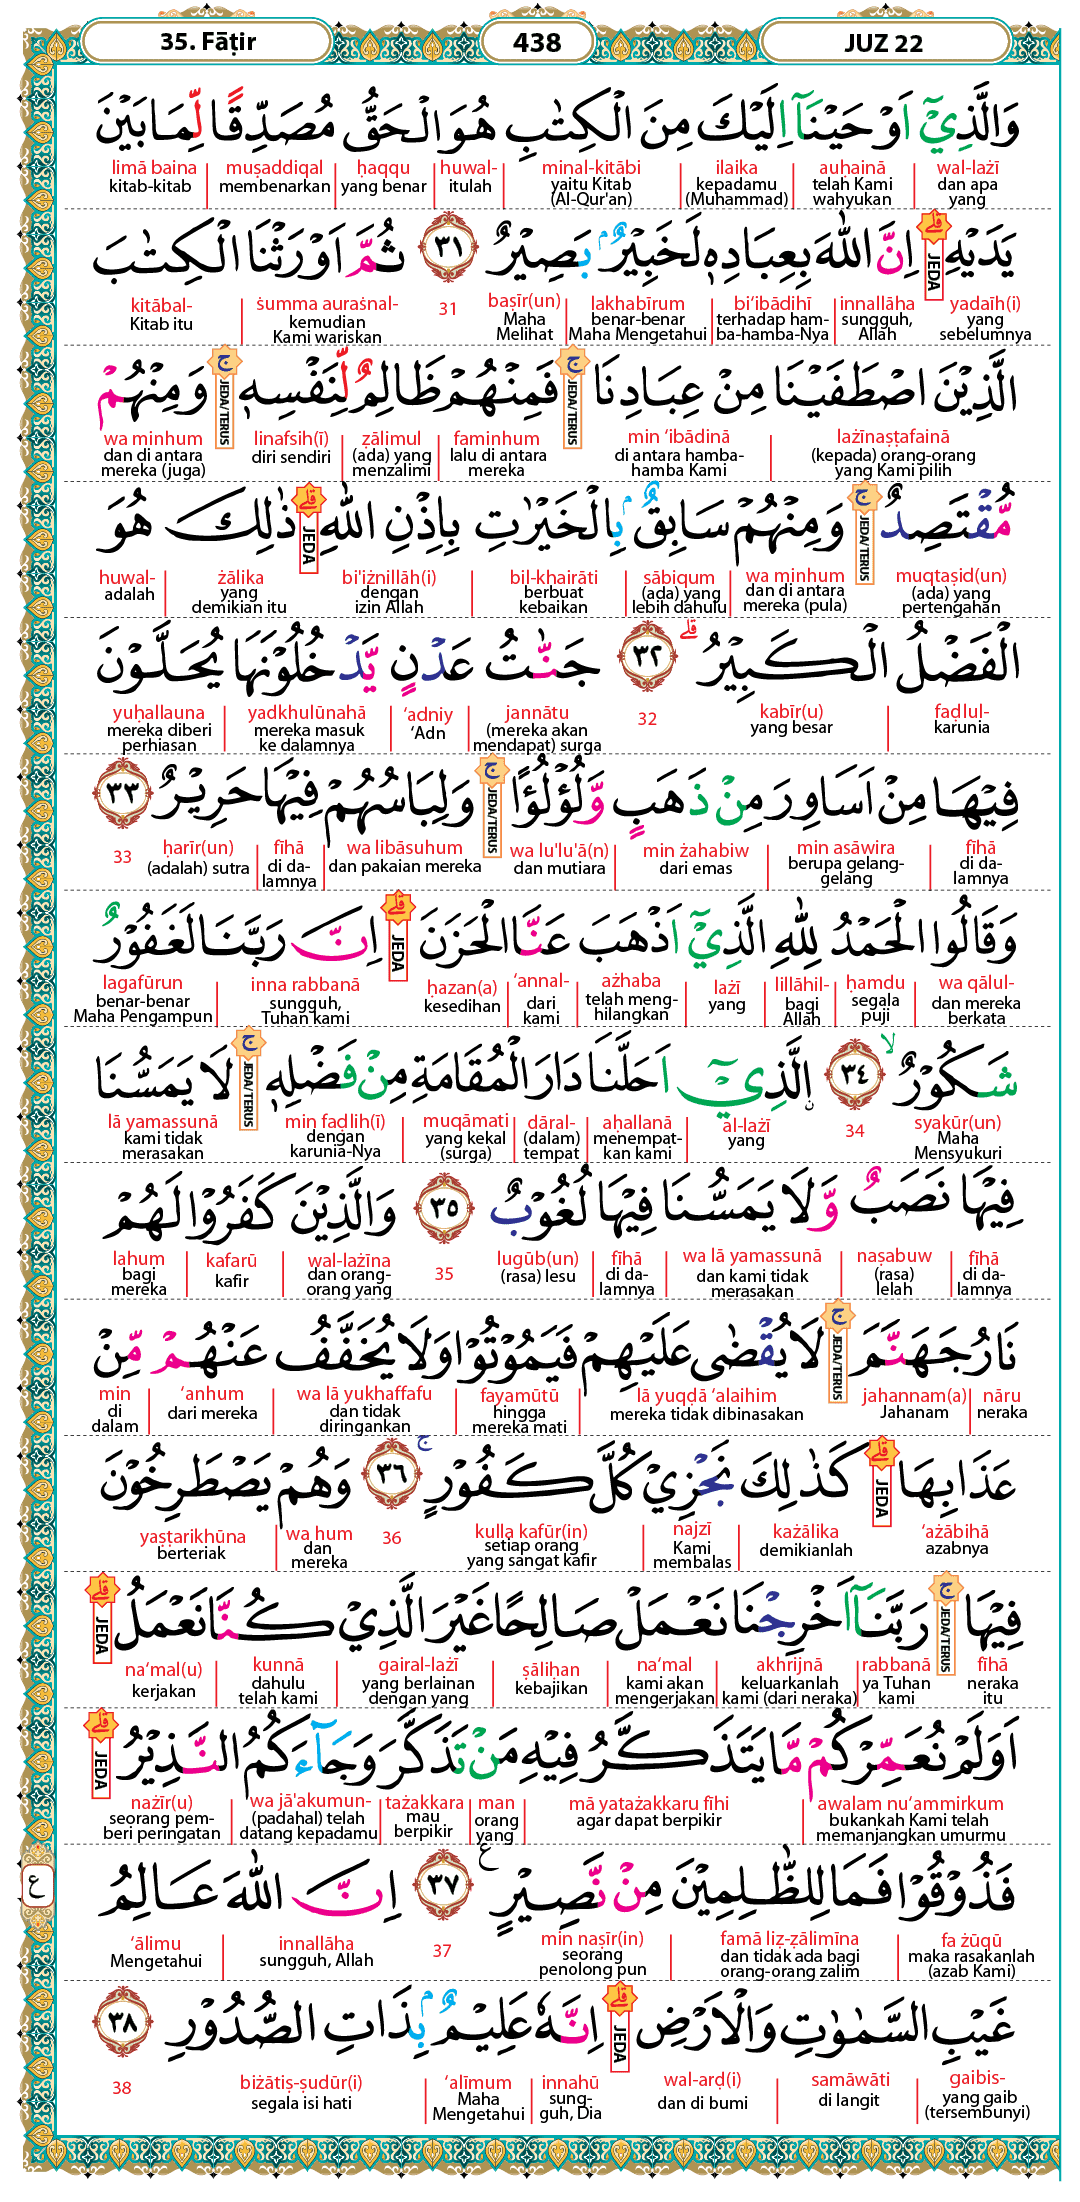 35. Fāṭir 438 JUZ 22
وَالَّذِيْٓ اَوْحَيْنَآ اِلَيْكَ مِنَ الْكِتٰبِ هُوَ الْحَقُّ مُصَدِّقًا لِّمَا بَيْنَ
wal-lażī auḥainā ilaika minal-kitābi huwal- ḥaqqu muṣaddiqal limā baina
dan apa telah Kami kepadamu yaitu Kitab itulah yang benar membenarkan kitab-kitab
yang wahyukan (Muhammad) (Al-Qur'an)
يَدَيْهِۗ JEDA اِنَّ اللّٰهَ بِعِبَادِهٖ لَخَبِيْرٌۢ بَصِيْرٌ ٣١ ثُمَّ اَوْرَثْنَا الْكِتٰبَ
yadaīh(i) innallāha bi‘ibādihī lakhabīrum baṣīr(un) 31 ṡumma auraṡnal- kitābal-
yang sungguh, terhadap ham- benar-benar Maha kemudian Kitab itu
sebelumnya Allah ba-hamba-Nya Maha Mengetahui Melihat Kami wariskan
الَّذِيْنَ اصْطَفَيْنَا مِنْ عِبَادِنَاۚ JEDA/TERUS فَمِنْهُمْ ظَالِمٌ لِّنَفْسِهٖۚ JEDA/TERUS وَمِنْهُمْ
lażīnaṣṭafainā min ‘ibādinā faminhum ẓālimul linafsih(ī) wa minhum
(kepada) orang-orang di antara hamba- lalu di antara (ada) yang diri sendiri dan di antara
yang Kami pilih hamba Kami mereka menzalimi mereka (juga)
مُّقْتَصِدٌۚ JEDA/TERUS وَمِنْهُمْ سَابِقٌۢ بِالْخَيْرٰتِ بِاِذْنِ اللّٰهِۗ JEDA ذٰلِكَ هُوَ
muqtaṣid(un) wa minhum sābiqum bil-khairāti bi'iżnillāh(i) żālika huwal-
(ada) yang dan di antara (ada) yang berbuat dengan yang adalah
pertengahan mereka (pula) lebih dahulu kebaikan izin Allah demikian itu
الْفَضْلُ الْكَبِيْرُۗ ٣٢ جَنّٰتُ عَدْنٍ يَّدْخُلُوْنَهَا يُحَلَّوْنَ
faḍlul- kabīr(u) 32 jannātu ‘adniy yadkhulūnahā yuḥallauna
karunia yang besar (mereka akan ‘Adn mereka masuk mereka diberi
mendapat) surga ke dalamnya perhiasan
فِيْهَا مِنْ اَسَاوِرَ مِنْ ذَهَبٍ وَّلُؤْلُؤًاۚ JEDA/TERUS وَلِبَاسُهُمْ فِيْهَا حَرِيْرٌ ٣٣
fīhā min asāwira min żahabiw wa lu'lu'ā(n) wa libāsuhum fīhā ḥarīr(un) 33
di da- berupa gelang- dari emas dan mutiara dan pakaian mereka di da- (adalah) sutra
lamnya gelang lamnya
وَقَالُوا الْحَمْدُ لِلّٰهِ الَّذِيْٓ اَذْهَبَ عَنَّا الْحَزَنَۗ JEDA اِنَّ رَبَّنَا لَغَفُوْرٌ
wa qālul- ḥamdu lillāhil- lażī ażhaba ‘annal- ḥazan(a) inna rabbanā lagafūrun
dan mereka segala bagi yang telah meng- dari kesedihan sungguh, benar-benar
berkata puji Allah hilangkan kami Tuhan kami Maha Pengampun
شَكُوْرٌۙ ٣٤ ۨالَّذِيْٓ اَحَلَّنَا دَارَ الْمُقَامَةِ مِنْ فَضْلِهٖۚ JEDA/TERUS لَا يَمَسُّنَا
syakūr(un) 34 al-lażī aḥallanā dāral- muqāmati min faḍlih(ī) lā yamassunā
Maha yang menempat- (dalam) yang kekal dengan kami tidak
Mensyukuri kan kami tempat (surga) karunia-Nya merasakan
فِيْهَا نَصَبٌ وَّلَا يَمَسُّنَا فِيْهَا لُغُوْبٌ ٣٥ وَالَّذِيْنَ كَفَرُوْا لَهُمْ
fīhā naṣabuw wa lā yamassunā fīhā lugūb(un) 35 wal-lażīna kafarū lahum
di da- (rasa) dan kami tidak di da- (rasa) lesu dan orang- kafir bagi
lamnya lelah merasakan lamnya orang yang mereka
نَارُ جَهَنَّمَۚ JEDA/TERUS لَا يُقْضٰى عَلَيْهِمْ فَيَمُوْتُوْا وَلَا يُخَفَّفُ عَنْهُمْ مِّنْ
nāru jahannam(a) lā yuqḍā ‘alaihim fayamūtū wa lā yukhaffafu ‘anhum min
neraka Jahanam mereka tidak dibinasakan hingga dan tidak dari mereka di
mereka mati diringankan dalam
عَذَابِهَاۗ JEDA كَذٰلِكَ نَجْزِيْ كُلَّ كَفُوْرٍۚ ٣٦ وَهُمْ يَصْطَرِخُوْنَ
‘ażābihā każālika najzī kulla kafūr(in) 36 wa hum yaṣṭarikhūna
azabnya demikianlah Kami setiap orang dan berteriak
membalas yang sangat kafir mereka
فِيْهَاۚ JEDA/TERUS رَبَّنَآ اَخْرِجْنَا نَعْمَلْ صَالِحًا غَيْرَ الَّذِيْ كُنَّا نَعْمَلُۗ JEDA
fīhā rabbanā akhrijnā na‘mal ṣāliḥan gairal-lażī kunnā na‘mal(u)
neraka ya Tuhan keluarkanlah kami akan kebajikan yang berlainan dahulu kerjakan
itu kami kami (dari neraka) mengerjakan dengan yang telah kami
اَوَلَمْ نُعَمِّرْكُمْ مَّا يَتَذَكَّرُ فِيْهِ مَنْ تَذَكَّرَ وَجَاۤءَكُمُ النَّذِيْرُۗ JEDA
awalam nu‘ammirkum mā yatażakkaru fīhi man tażakkara wa jā'akumun- nażīr(u)
bukankah Kami telah agar dapat berpikir orang mau (padahal) telah seorang pem-
memanjangkan umurmu yang berpikir datang kepadamu beri peringatan
فَذُوْقُوْا فَمَا لِلظّٰلِمِيْنَ مِنْ نَّصِيْرٍ ࣖ ٣٧ اِنَّ اللّٰهَ عَالِمُ
ع
fa żūqū famā liẓ-ẓālimīna min naṣīr(in) 37 innallāha ‘ālimu
maka rasakanlah dan tidak ada bagi seorang sungguh, Allah Mengetahui
(azab Kami) orang-orang zalim penolong pun
غَيْبِ السَّمٰوٰتِ وَالْاَرْضِۗ JEDA اِنَّهٗ عَلِيْمٌۢ بِذَاتِ الصُّدُوْرِ ٣٨
gaibis- samāwāti wal-arḍ(i) innahū ‘alīmum biżātiṣ-ṣudūr(i) 38
yang gaib di langit dan di bumi sung- Maha segala isi hati
(tersembunyi) guh, Dia Mengetahui